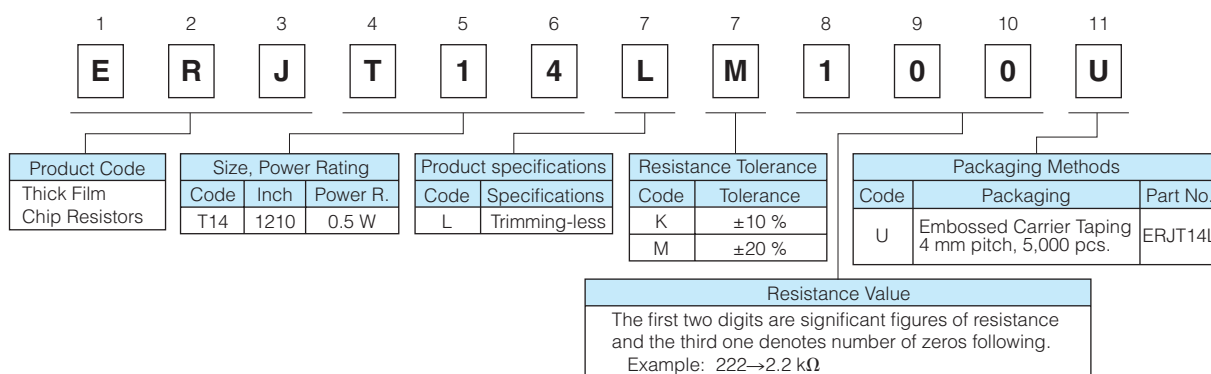 1 2 3 4 5 6 7 7 8 9 10 11
E R J T 1 4 L M 1 0 0 U
Product Code
Thick Film
Chip Resistors
Size, Power Rating
Code Inch Power R.
T14 1210 0.5 W
Product specifications
Code Specifications
L Trimming-less
Resistance Tolerance
Code Tolerance
K ±10 %
M ±20 %
Packaging Methods
Code Packaging Part No.
U Embossed Carrier Taping
4 mm pitch, 5,000 pcs.
ERJT14L
Resistance Value
The first two digits are significant figures of resistance
and the third one denotes number of zeros following.
Example: 222→2.2 kΩ